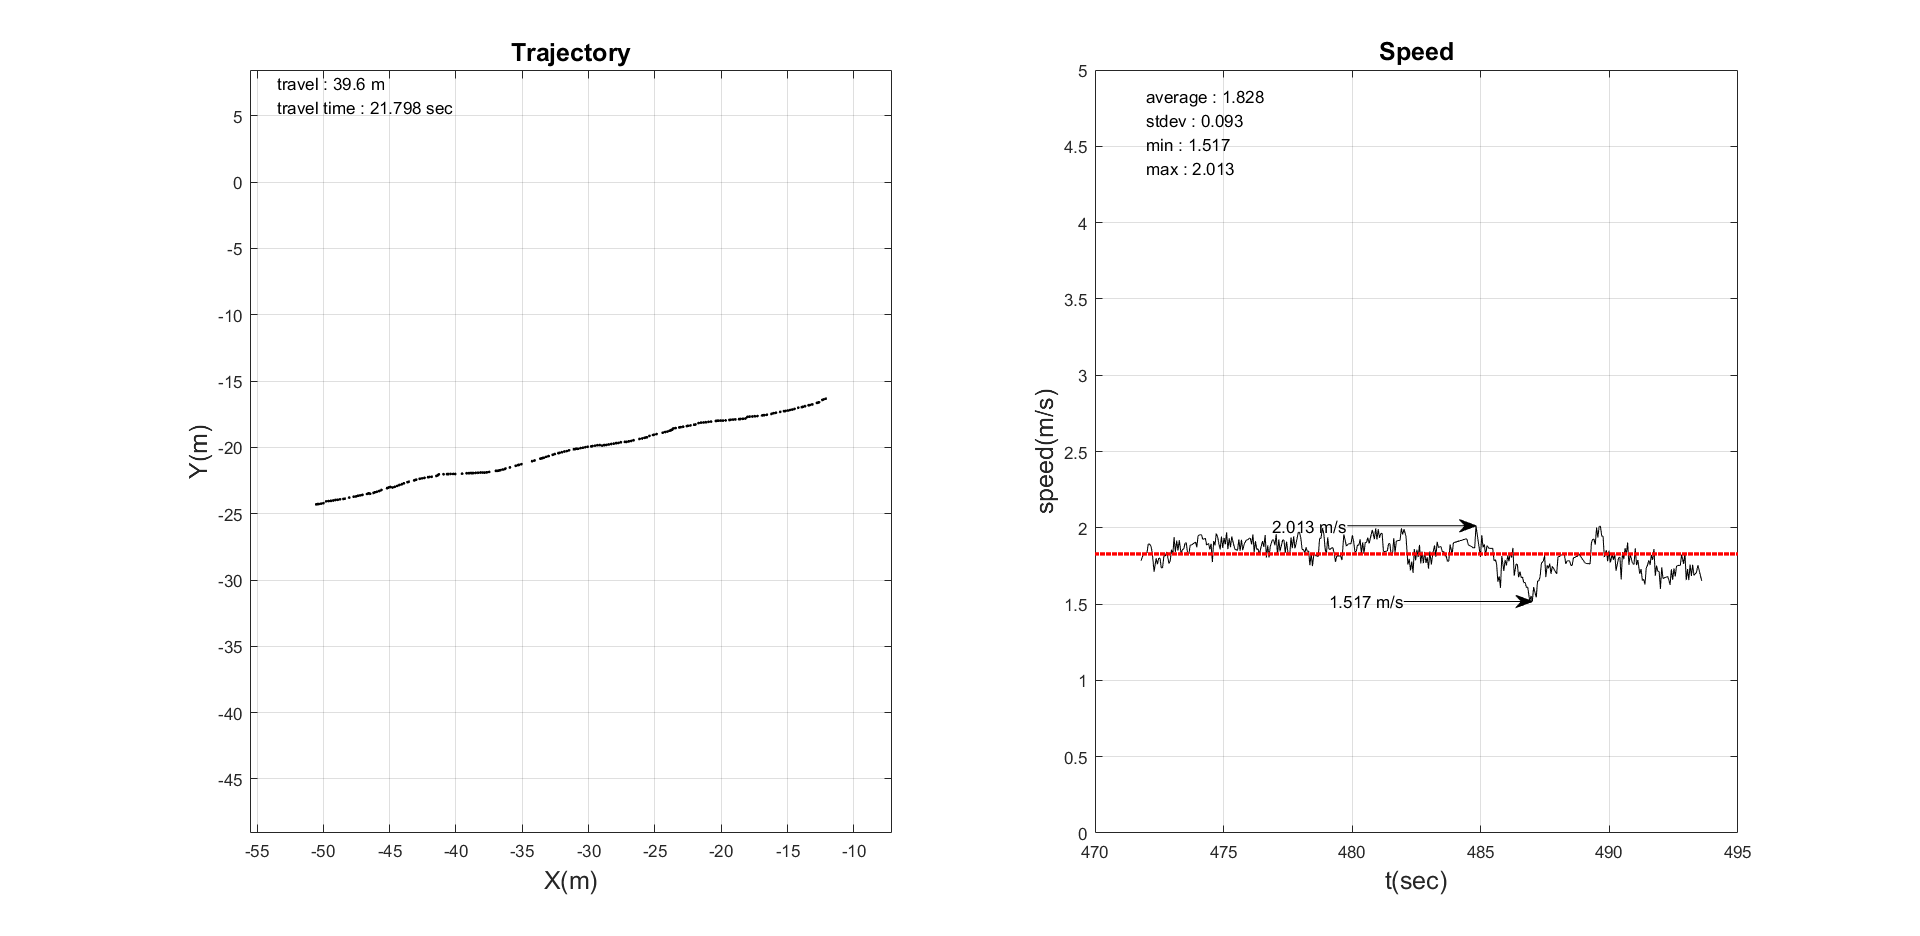 Trajectory
travel : 39.6 m
travel time : 21.798 sec
5
0
-5
-10
-15
-20
-25
-30
-35
-40
-45
Y(m)
-55 -50 -45 -40 -35 -30 -25 -20 -15 -10
X(m)
Speed
average : 1.828
stdev : 0.093
min : 1.517
max : 2.013
5
4.5
4
3.5
3
2.5
2
1.5
1
0.5
0
speed(m/s)
2.013 m/s
1.517 m/s
470 475 480 485 490 495
t(sec)